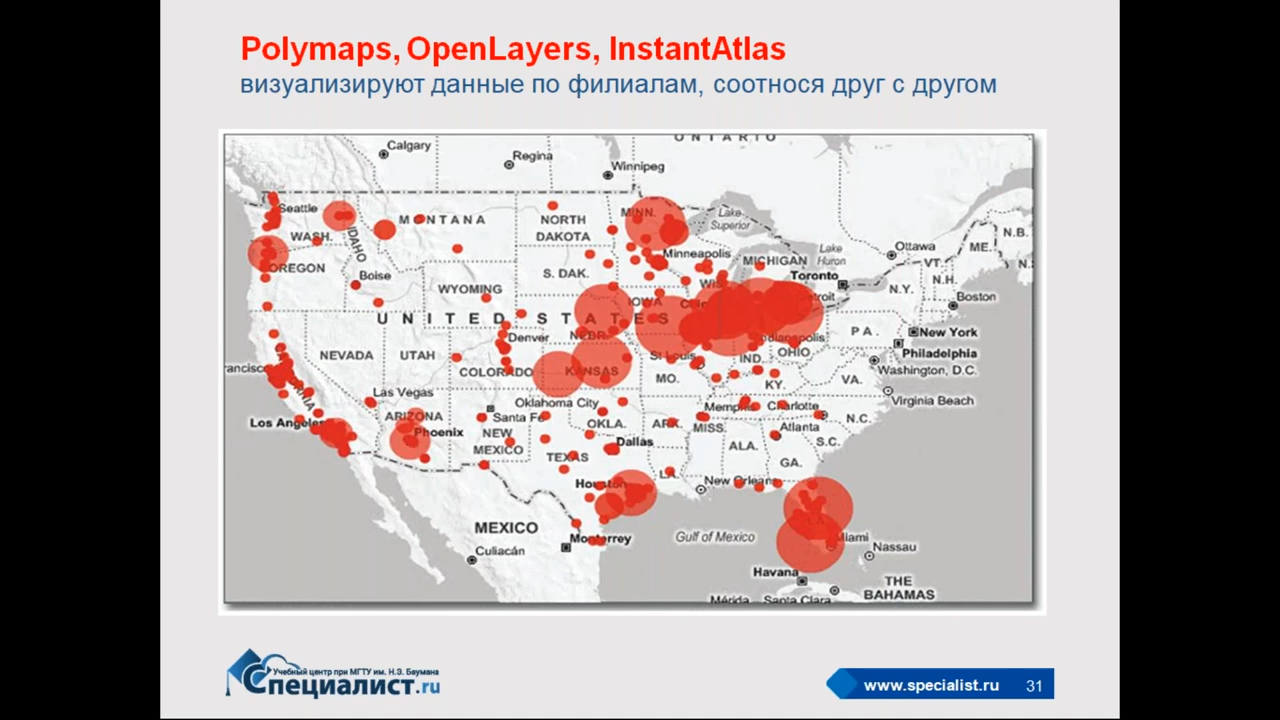 Polymaps, OpenLayers, InstantAtlas
визуализируют данные по филиалам, соотнося друг с другом
ONTARIO
Calgary
Regina
Winnipeg
Seattle
MONTANA
NORTH
DAKOTA
MINN.
Lake
Superior
WASH.
IDAHO
Ottawa
ME.
N.B.
Minneapolis
MICHIGAN
Lake
Huron
VT.
N.H.
OREGON
Boise
S. DAK.
Toronto
WYOMING
IOWA
N.Y.
Boston
UNITED STATES
Denver
NEBR.
Indianapolis
PA.
New York
NEVADA
UTAH
St Louis
IND.
OHIO
Philadelphia
COLORADO
KANSAS
MO.
KY.
VA.
Washington, D.C.
Las Vegas
Oklahoma City
Memphis
Charlotte
Virginia Beach
Los Angeles
ARIZONA
Phoenix
Santa Fe
NEW
MEXICO
OKLA.
ARK.
MISS.
Atlanta
N.C.
S.C.
Dallas
ALA.
GA.
TEXAS
LA.
New Orleans
Houston
MEXICO
Monterrey
Gulf of Mexico
Miami
Nassau
Culiacán
Havana
THE
BAHAMAS
Mérida
Santa Clara
Учебный центр при МГТУ им. Н.Э. Баумана
Специалист.ru
www.specialist.ru
31